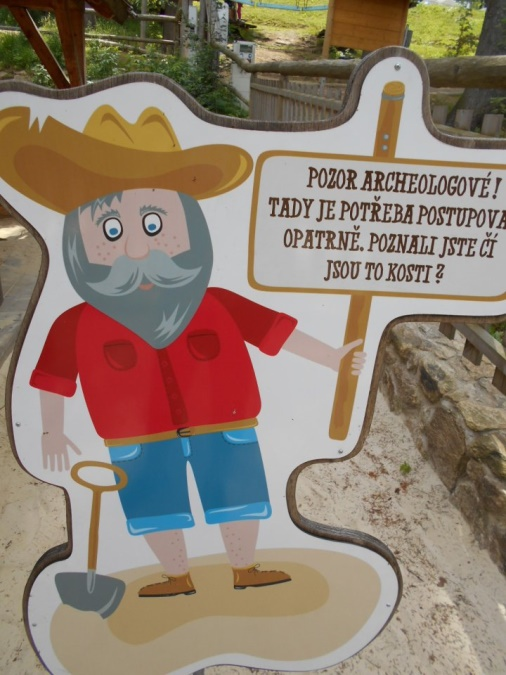 POZOR ARCHEOLOGOVÉ!
TADY JE POTŘEBA POSTUPOVA
OPATRNĚ. POZNALI JSTE ČÍ
JSOU TO KOSTI?